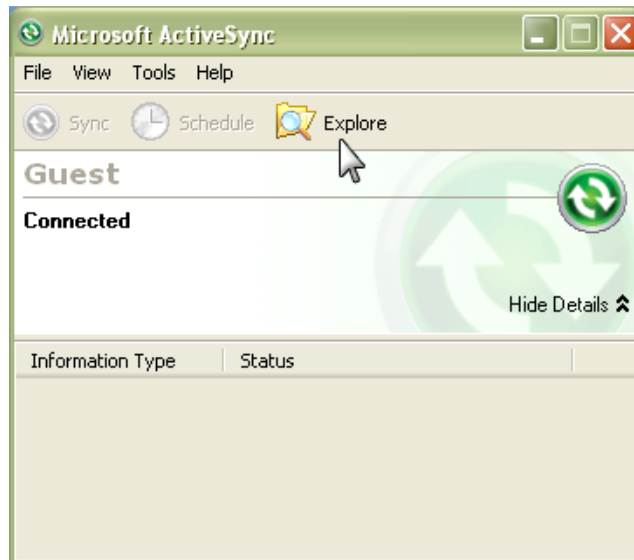 Microsoft ActiveSync
File View Tools Help
Sync Schedule Explore
Guest
Connected
Hide Details
Information Type Status